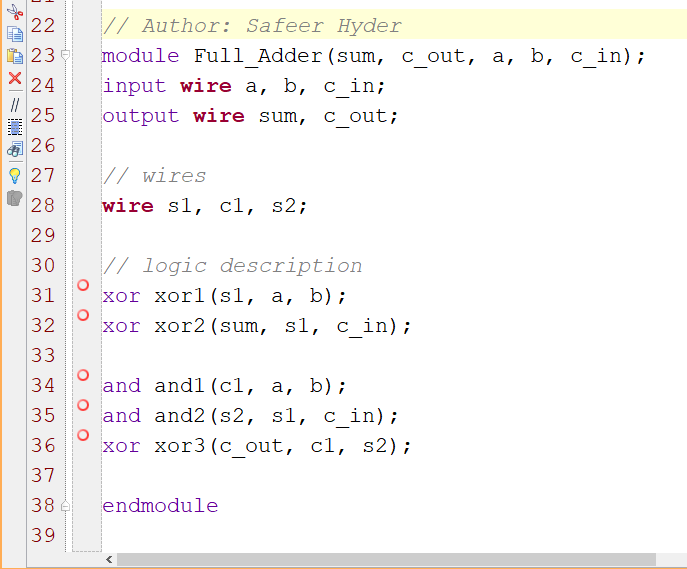 22 // Author: Safeer Hyder
23 module Full_Adder(sum, c_out, a, b, c_in);
24 input wire a, b, c_in;
25 output wire sum, c_out;
26
27 // wires
28 wire s1, c1, s2;
29
30 // logic description
31 xor xor1(s1, a, b);
32 xor xor2(sum, s1, c_in);
33
34 and and1(c1, a, b);
35 and and2(s2, s1, c_in);
36 xor xor3(c_out, c1, s2);
37
38 endmodule
39